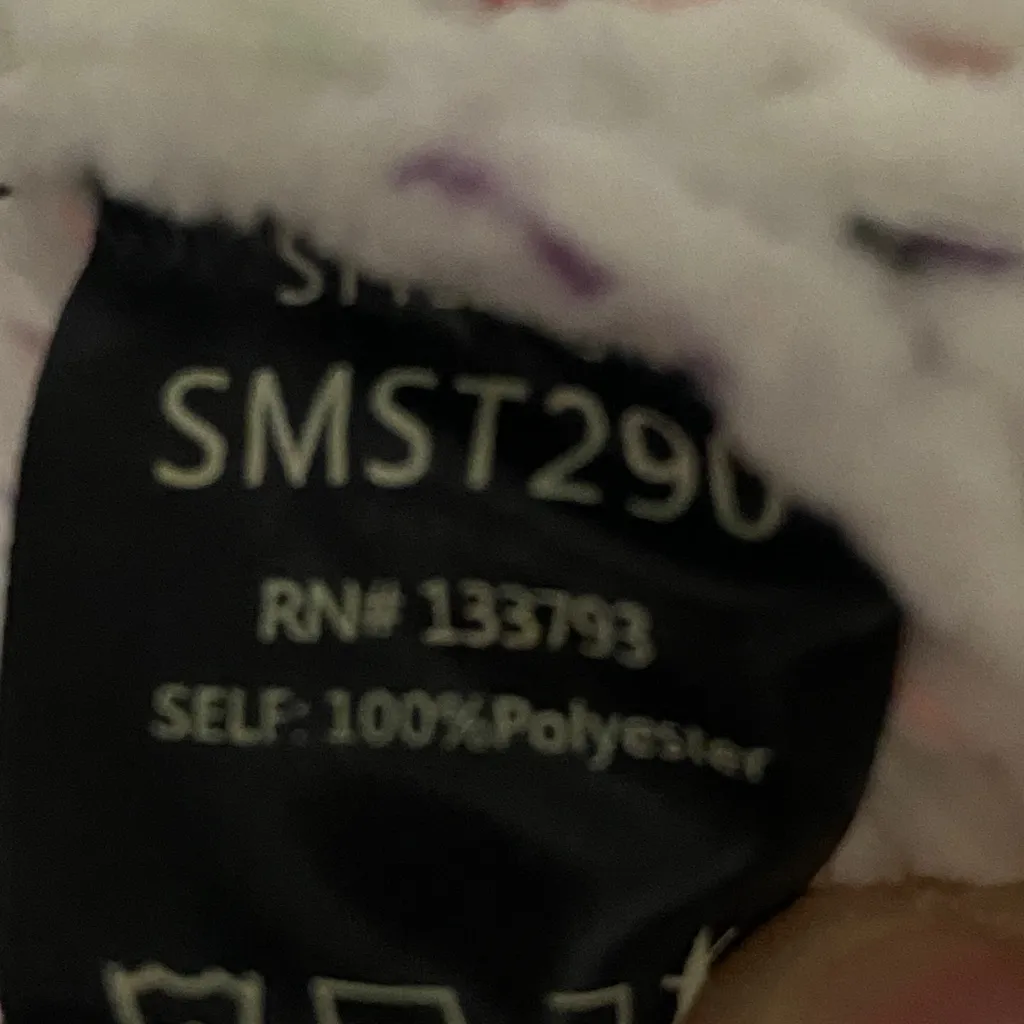 SMST290
RN# 133793
SELF: 100%Polyester